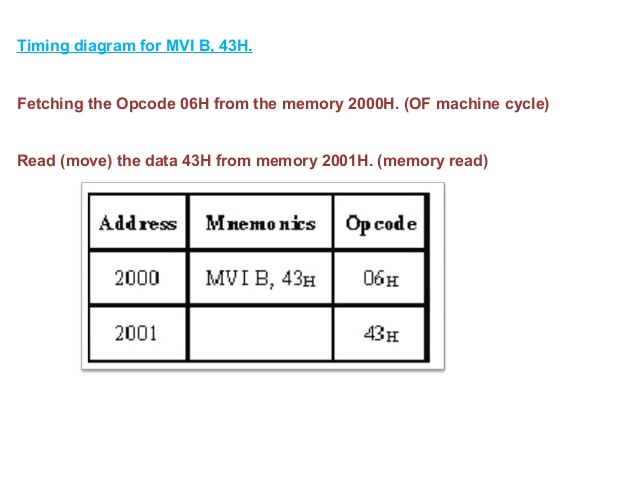 Timing diagram for MVI B, 43H.
Fetching the Opcode 06H from the memory 2000H. (OF machine cycle)
Read (move) the data 43H from memory 2001H. (memory read)
Address Mnemonics Opcode
2000 MVI B, 43H 06H
2001 43H